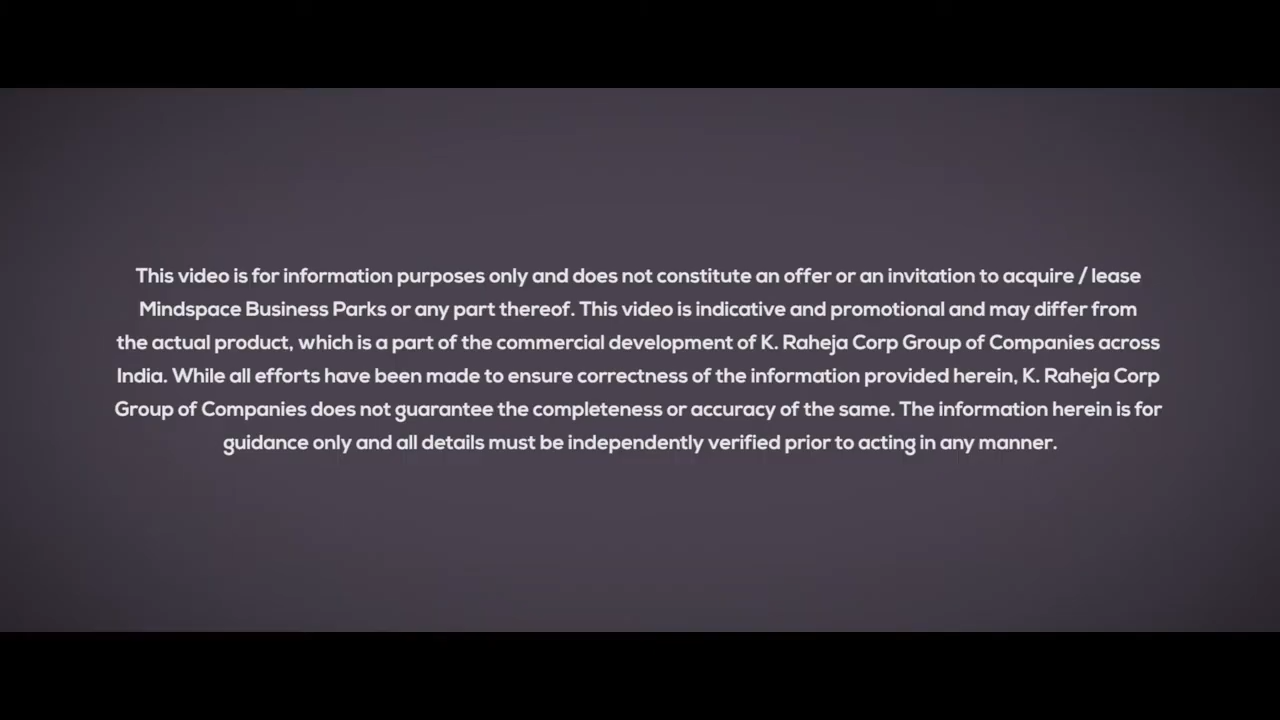 This video is for information purposes only and does not constitute an offer or an invitation to acquire / lease
Mindspace Business Parks or any part thereof. This video is indicative and promotional and may differ from
the actual product, which is a part of the commercial development of K. Raheja Corp Group of Companies across
India. While all efforts have been made to ensure correctness of the information provided herein, K. Raheja Corp
Group of Companies does not guarantee the completeness or accuracy of the same. The information herein is for
guidance only and all details must be independently verified prior to acting in any manner.